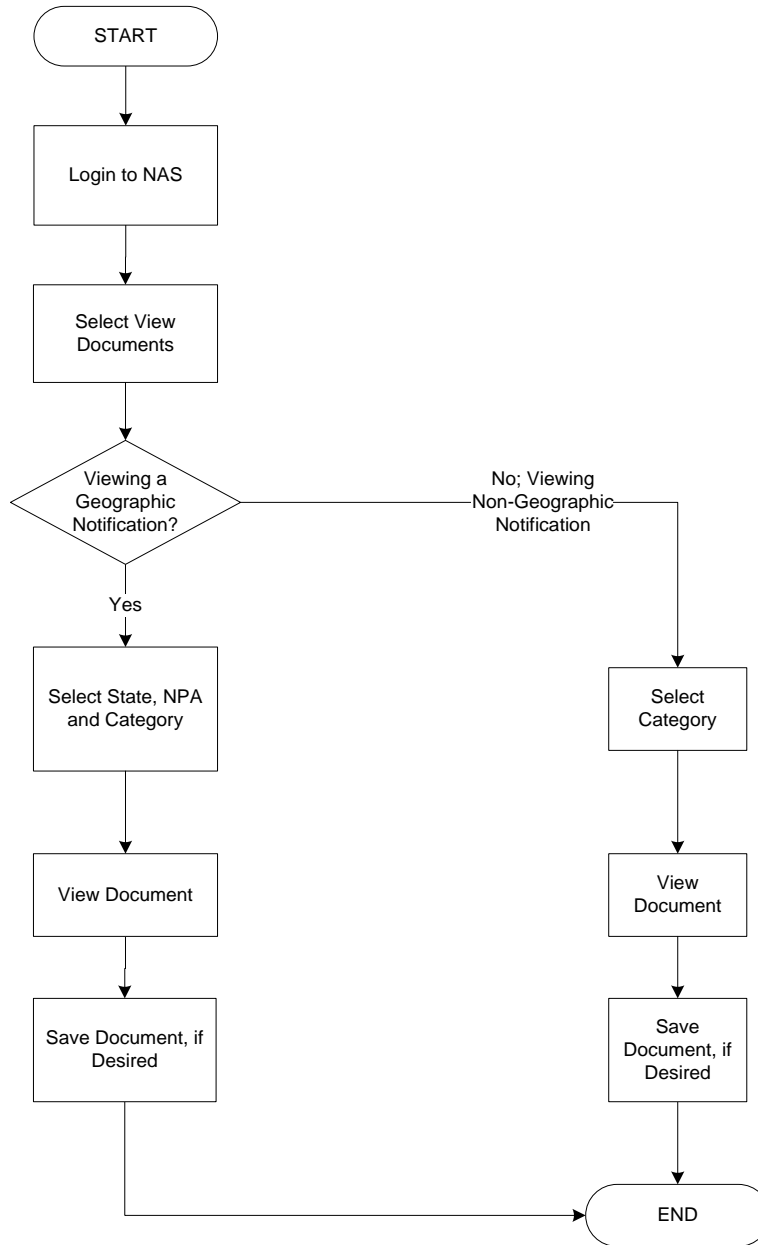 START
Login to NAS
Select View
Documents
Viewing a
Geographic
Notification?
No; Viewing
Non-Geographic
Notification
Yes
Select State, NPA
and Category
Select
Category
View Document
View
Document
Save Document, if
Desired
Save
Document, if
Desired
END